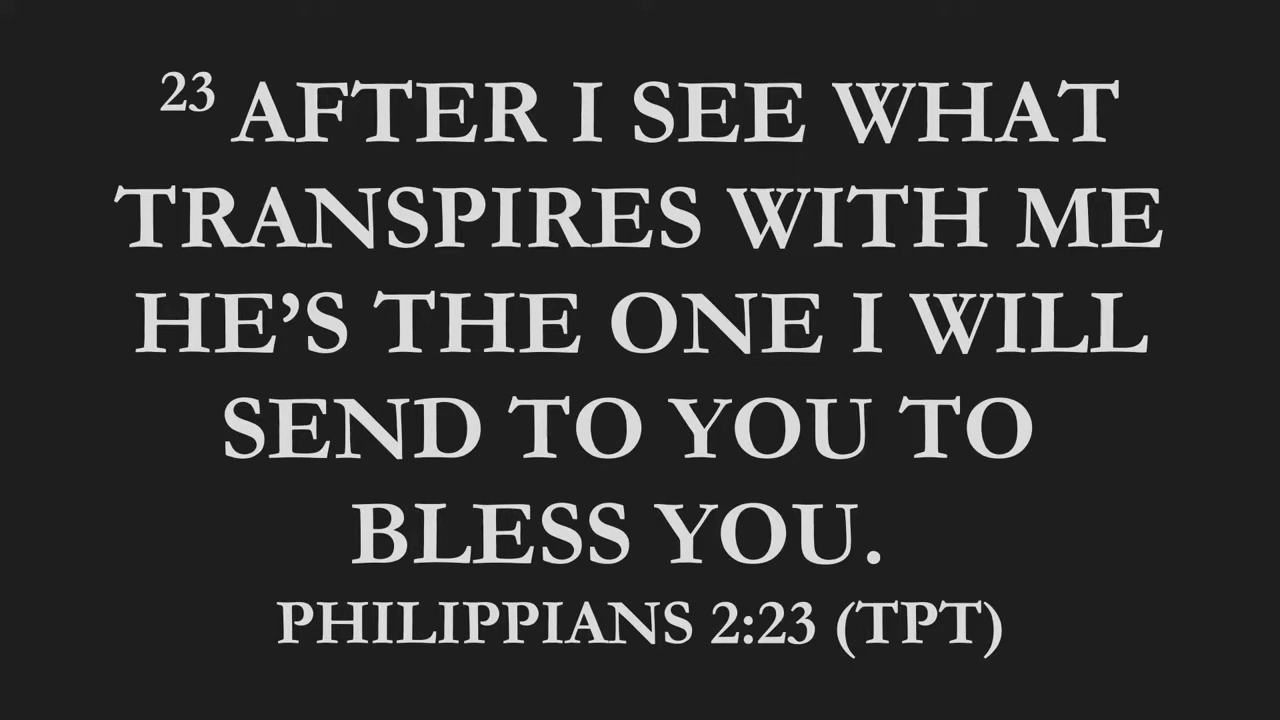 23 AFTER I SEE WHAT
TRANSPIRES WITH ME
HE’S THE ONE I WILL
SEND TO YOU TO
BLESS YOU.
PHILIPPIANS 2:23 (TPT)